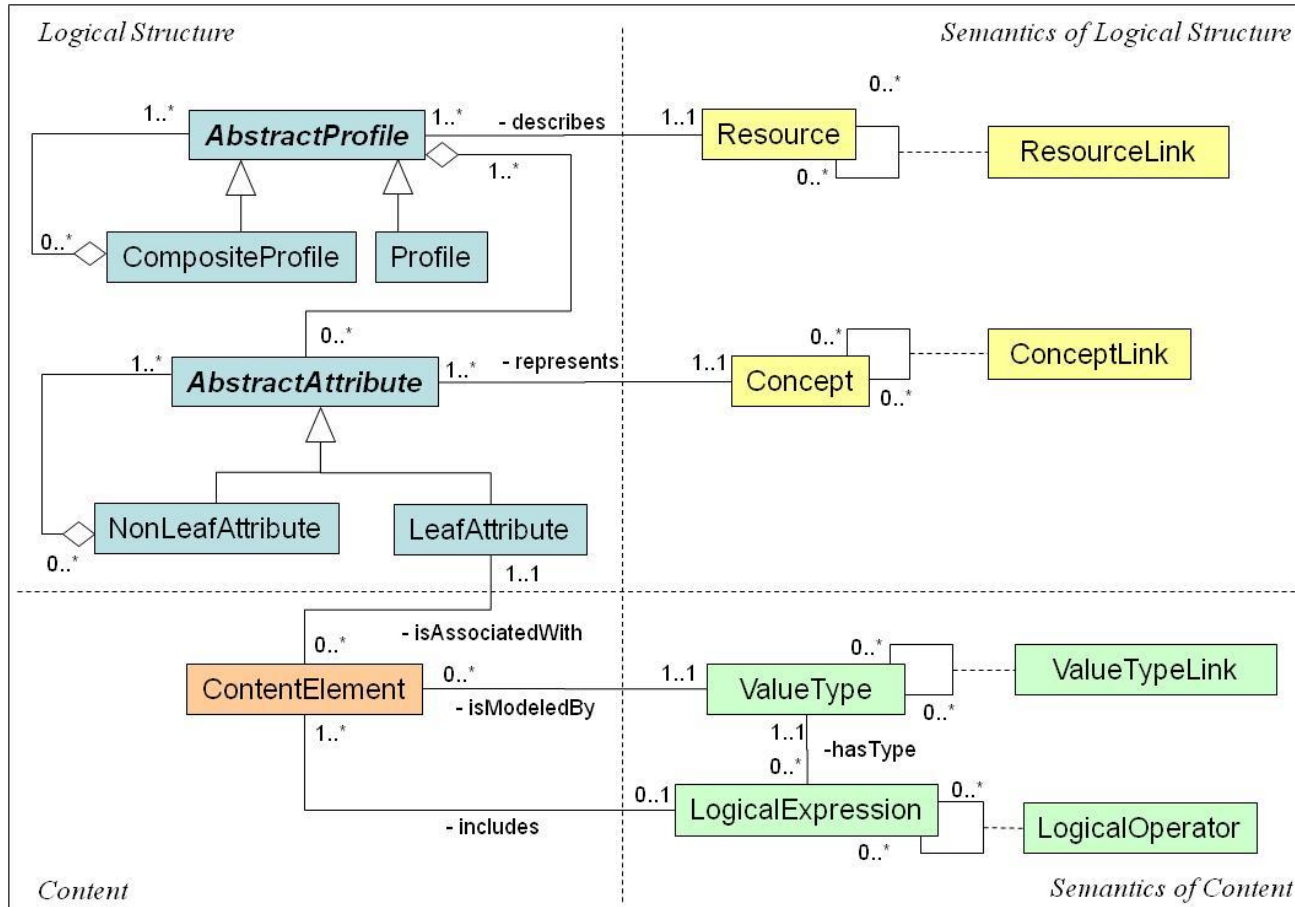 Logical Structure
Semantics of Logical Structure
0..*
1..*
1..*
- describes
1..1
AbstractProfile
Resource
ResourceLink
1..*
0..*
0..*
CompositeProfile
Profile
0..*
0..*
1..*
1..*
- represents
1..1
AbstractAttribute
Concept
ConceptLink
0..*
NonLeafAttribute
LeafAttribute
0..*
1..1
- isAssociatedWith
0..*
0..*
ContentElement
0..*
1..1
ValueType
ValueTypeLink
- isModeledBy
0..*
1..*
1..1
-hasType
0..*
0..*
0..1
LogicalExpression
LogicalOperator
- includes
0..*
Content
Semantics of Content